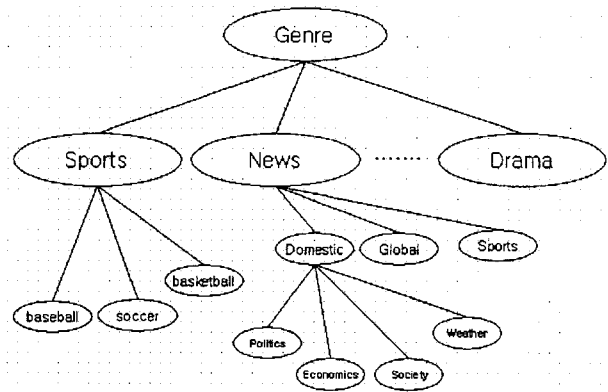 Genre
Sports News ······ Drama
Domestic Global Sports
basketball
baseball soccer
Weather
Politics
Economics Society